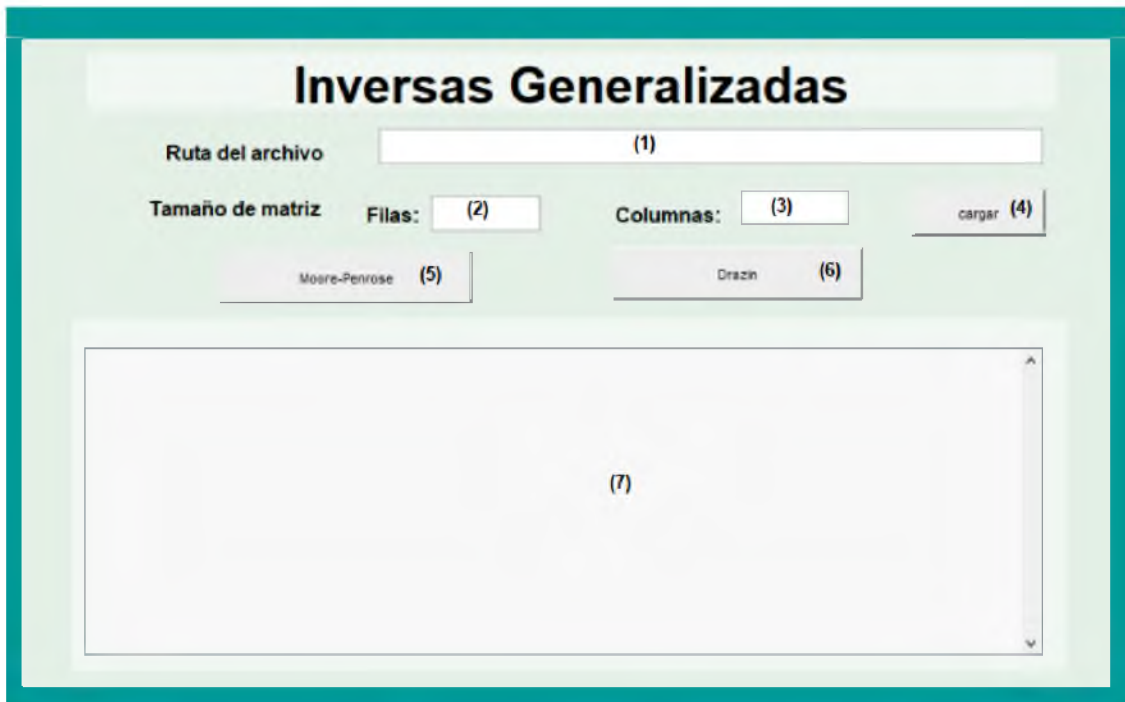 Inversas Generalizadas
Ruta del archivo (1)
Tamaño de matriz Filas: (2) Columnas: (3) cargar (4)
Moore-Penrose (5) Drazin (6)
(7)